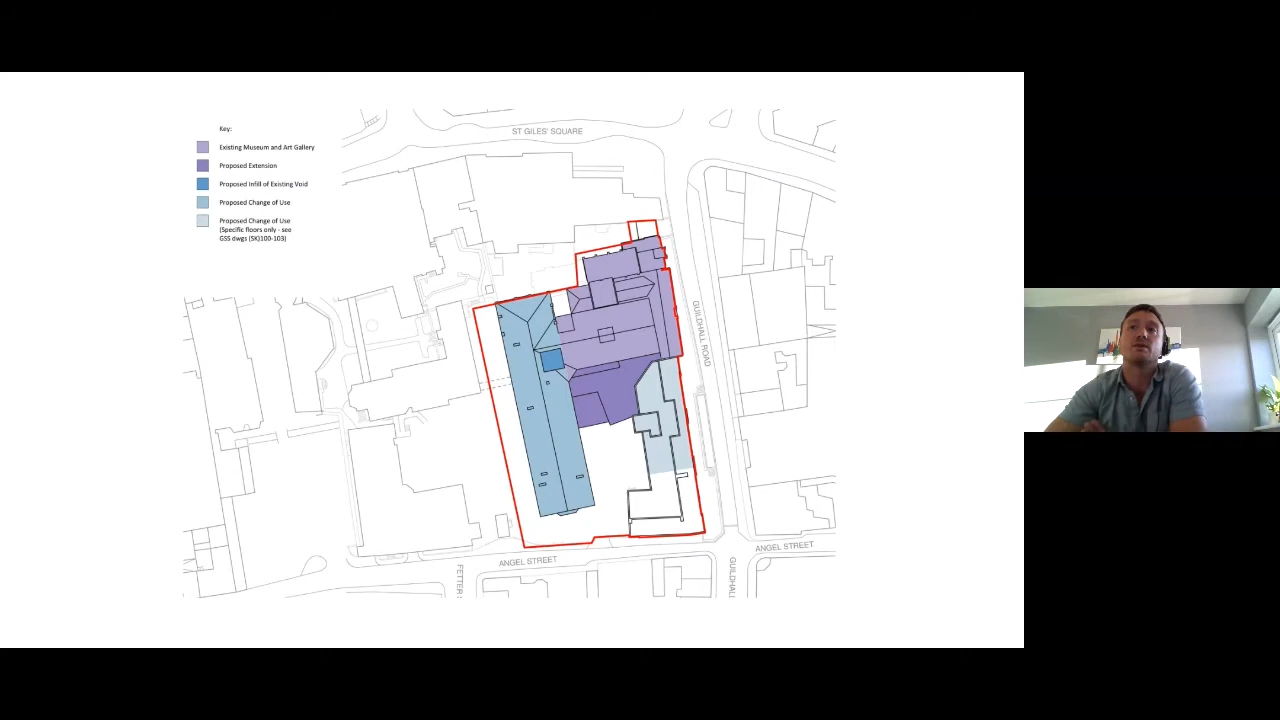 Key:
Existing Museum and Art Gallery
Proposed Extension
Proposed Infill of Existing Void
Proposed Change of Use
Proposed Change of Use
(Specific floors only - see
GSS dwgs (SK)100-103)
ST GILES' SQUARE
GUILDHALL ROAD
ANGEL STREET
ANGEL STREET
FETTER S
GUILDHALL